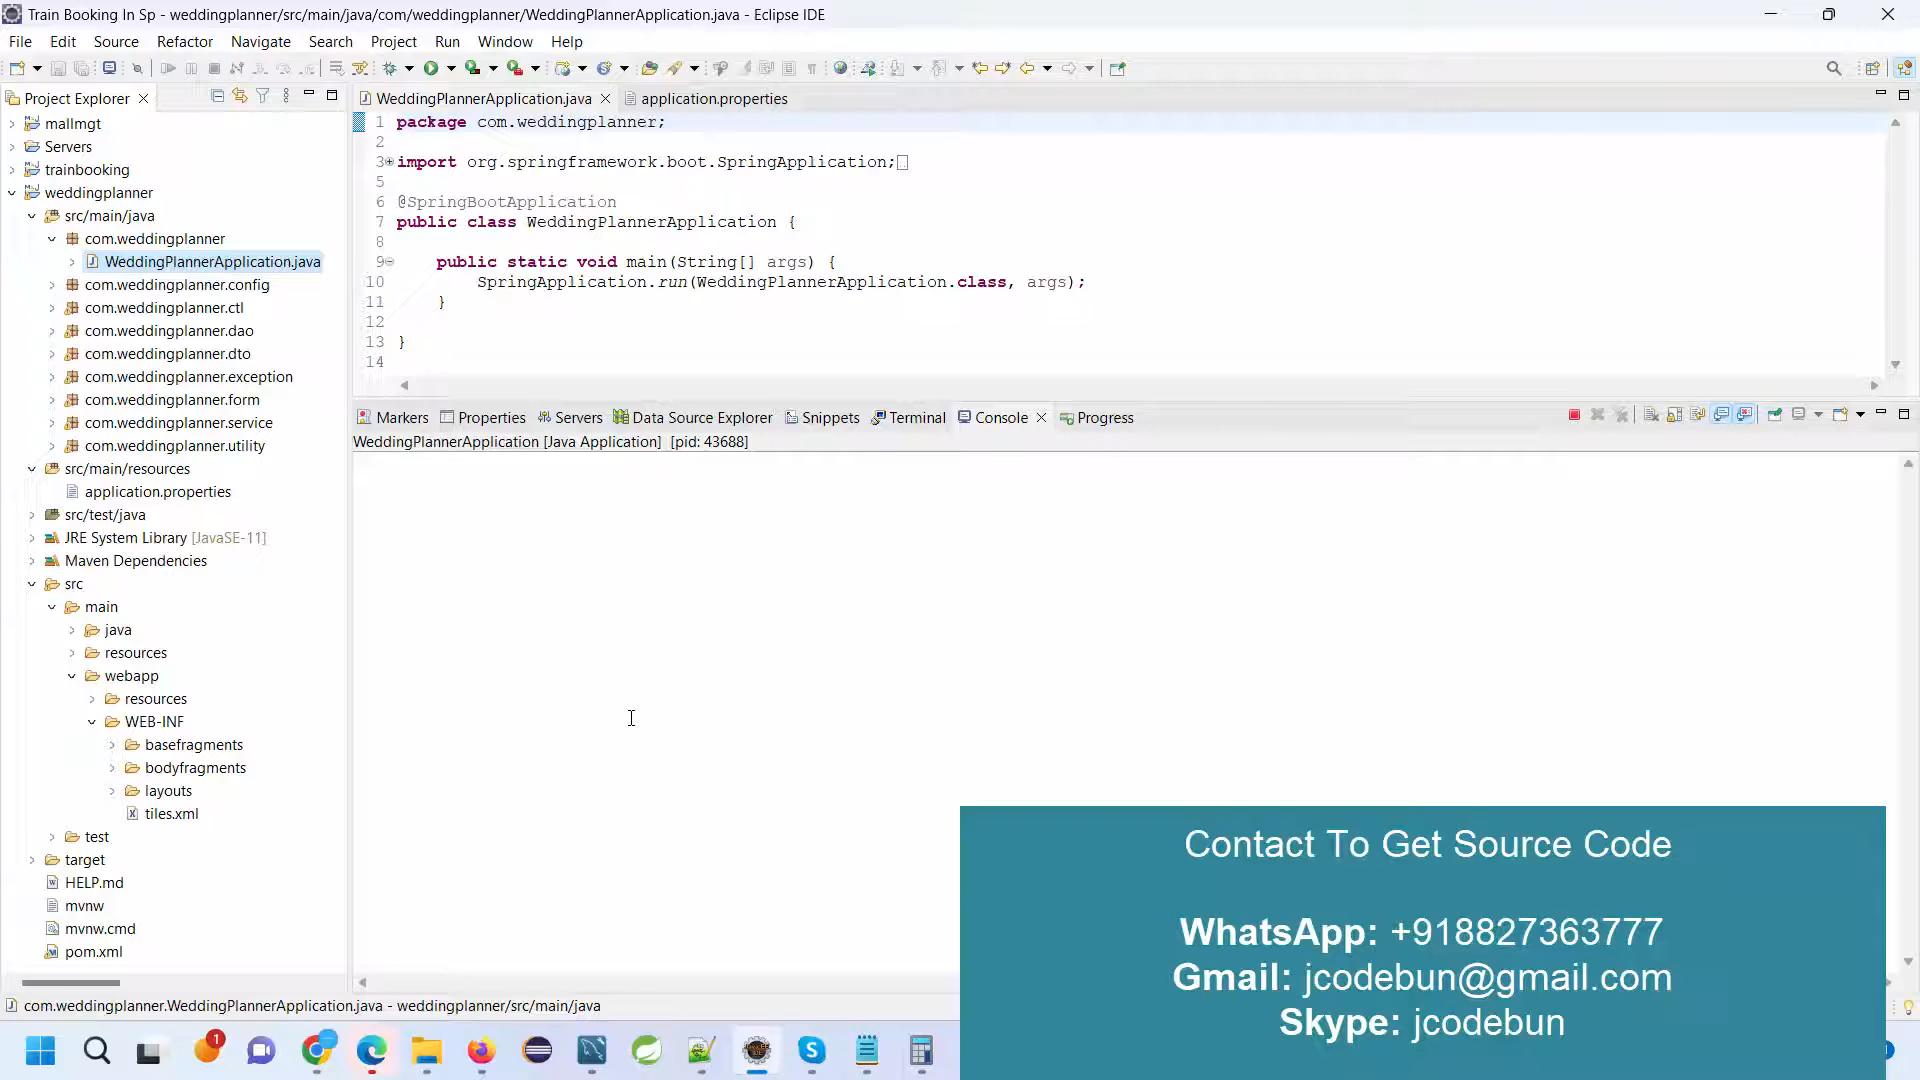 Train Booking In Sp - weddingplanner/src/main/java/com/weddingplanner/WeddingPlannerApplication.java - Eclipse IDE
File Edit Source Refactor Navigate Search Project Run Window Help
Project Explorer
mallmgt
Servers
trainbooking
weddingplanner
src/main/java
com.weddingplanner
WeddingPlannerApplication.java
com.weddingplanner.config
com.weddingplanner.ctl
com.weddingplanner.dao
com.weddingplanner.dto
com.weddingplanner.exception
com.weddingplanner.form
com.weddingplanner.service
com.weddingplanner.utility
src/main/resources
application.properties
src/test/java
JRE System Library [JavaSE-11]
Maven Dependencies
src
main
java
resources
webapp
resources
WEB-INF
basefragments
bodyfragments
layouts
tiles.xml
test
target
HELP.md
mvnw
mvnw.cmd
pom.xml
WeddingPlannerApplication.java application.properties
1 package com.weddingplanner;
2
3 import org.springframework.boot.SpringApplication;
5
6 @SpringBootApplication
7 public class WeddingPlannerApplication {
8
9 public static void main(String[] args) {
10 SpringApplication.run(WeddingPlannerApplication.class, args);
11 }
12
13 }
14
Markers Properties Servers Data Source Explorer Snippets Terminal Console Progress
WeddingPlannerApplication [Java Application] [pid: 43688]
Contact To Get Source Code
WhatsApp: +918827363777
Gmail: jcodebun@gmail.com
Skype: jcodebun
com.weddingplanner.WeddingPlannerApplication.java - weddingplanner/src/main/java
1